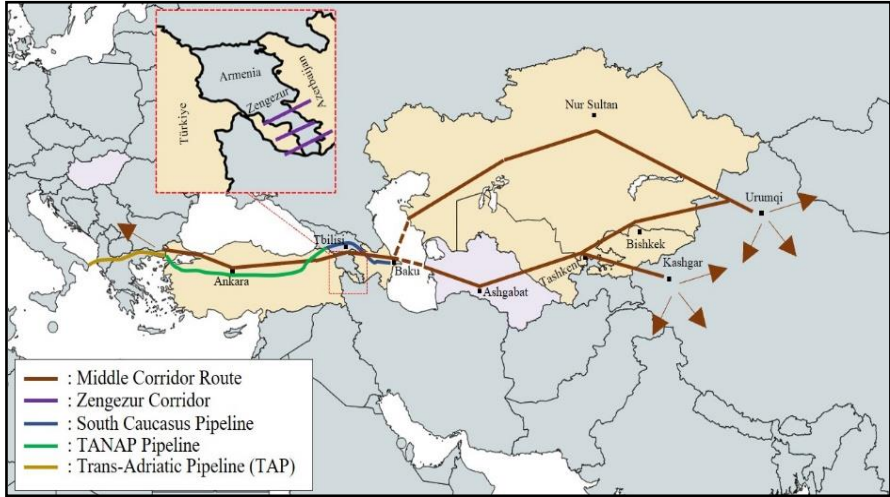 Armenia
Zengezur
Azerbaijan
Türkiye
Nur Sultan
Urumqi
Tbilisi
Bishkek
Baku
Tashkent
Kashgar
Ankara
Ashgabat
: Middle Corridor Route
: Zengezur Corridor
: South Caucasus Pipeline
: TANAP Pipeline
: Trans-Adriatic Pipeline (TAP)